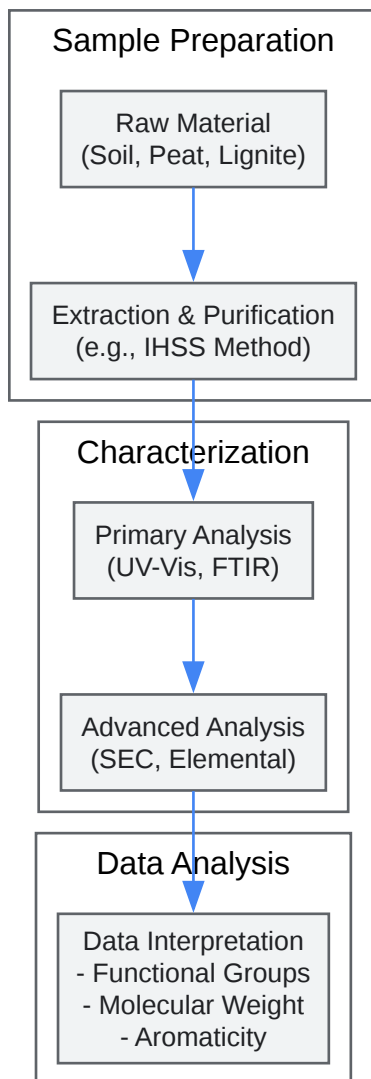 Sample Preparation
Raw Material
(Soil, Peat, Lignite)
Extraction & Purification
(e.g., IHSS Method)
Characterization
Primary Analysis
(UV-Vis, FTIR)
Advanced Analysis
(SEC, Elemental)
Data Analysis
Data Interpretation
- Functional Groups
- Molecular Weight
- Aromaticity